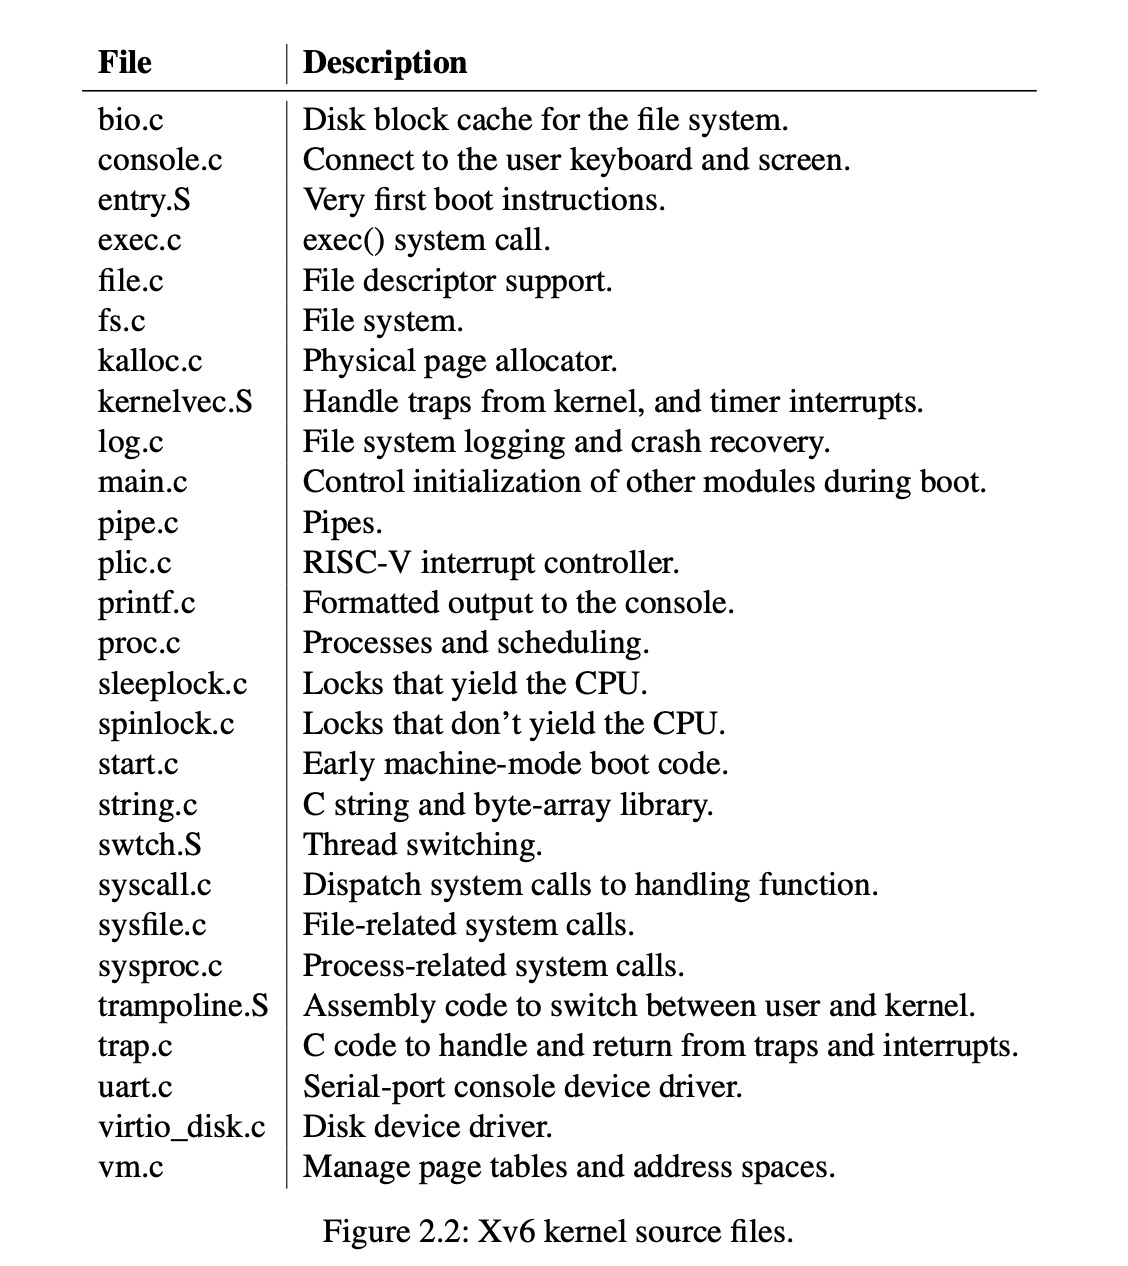 File Description
bio.c Disk block cache for the file system.
console.c Connect to the user keyboard and screen.
entry.S Very first boot instructions.
exec.c exec() system call.
file.c File descriptor support.
fs.c File system.
kalloc.c Physical page allocator.
kernelvec.S Handle traps from kernel, and timer interrupts.
log.c File system logging and crash recovery.
main.c Control initialization of other modules during boot.
pipe.c Pipes.
plic.c RISC-V interrupt controller.
printf.c Formatted output to the console.
proc.c Processes and scheduling.
sleeplock.c Locks that yield the CPU.
spinlock.c Locks that don’t yield the CPU.
start.c Early machine-mode boot code.
string.c C string and byte-array library.
swtch.S Thread switching.
syscall.c Dispatch system calls to handling function.
sysfile.c File-related system calls.
sysproc.c Process-related system calls.
trampoline.S Assembly code to switch between user and kernel.
trap.c C code to handle and return from traps and interrupts.
uart.c Serial-port console device driver.
virtio_disk.c Disk device driver.
vm.c Manage page tables and address spaces.
Figure 2.2: Xv6 kernel source files.